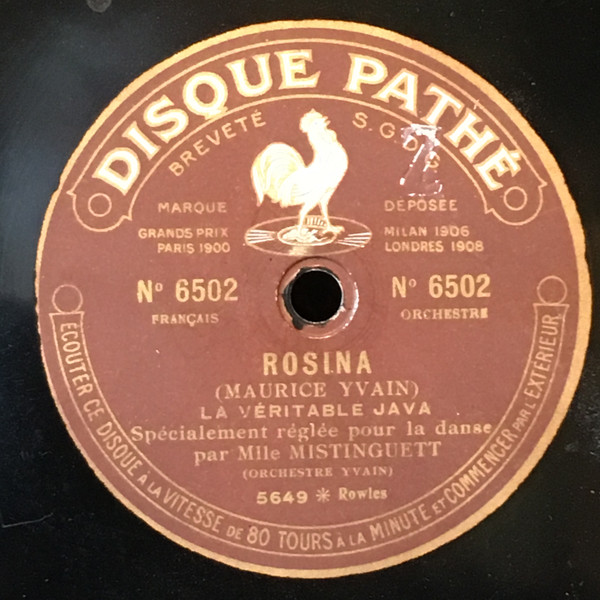 DISQUE PATHÉ
BREVETÉ S.G.D.G
MARQUE DÉPOSÉE
GRANDS PRIX MILAN 1906
PARIS 1900 LONDRES 1908
Nº 6502 Nº 6502
FRANÇAIS ORCHESTRE
ROSINA
(MAURICE YVAIN)
LA VÉRITABLE JAVA
Spécialement réglée pour la danse
par Mlle MISTINGUETT
(ORCHESTRE YVAIN)
5649 * Rowles
ÉCOUTER CE DISQUE A LA VITESSE DE 80 TOURS A LA MINUTE ET COMMENCER PAR L'EXTÉRIEUR